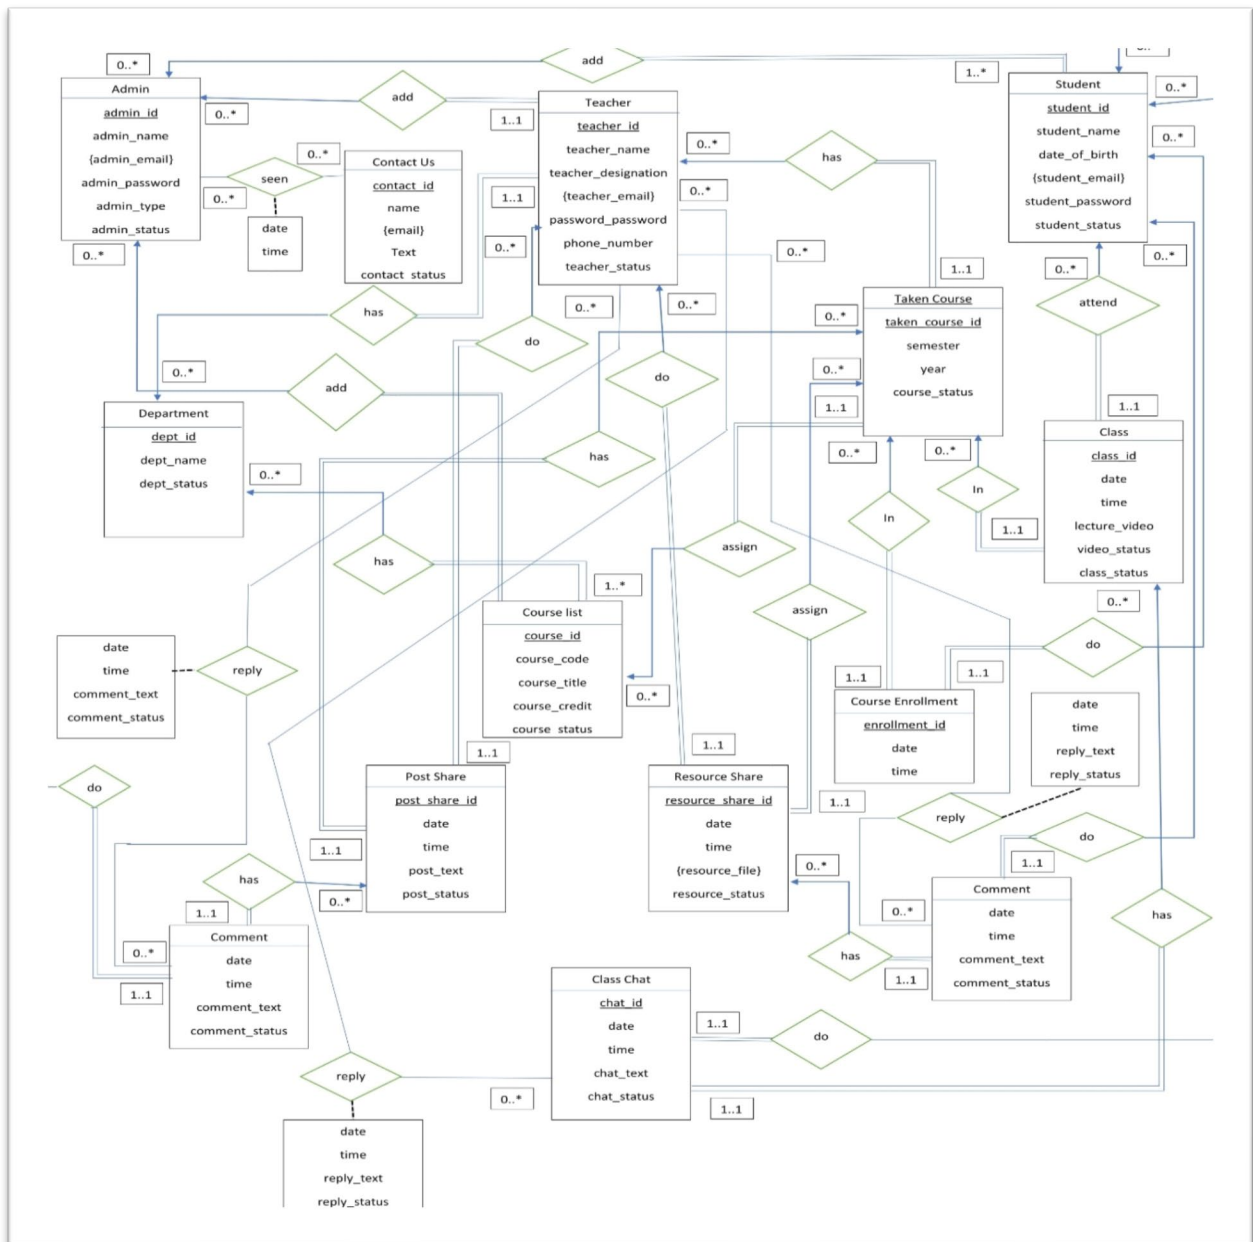 add
0..*
0..*
1..*
Admin
admin_id
admin_name
{admin_email}
admin_password
admin_type
admin_status
0..*
add
1..1
Teacher
teacher_id
teacher_name
teacher_designation
{teacher_email}
password_password
phone_number
teacher_status
Student
student_id
student_name
date_of_birth
{student_email}
student_password
student_status
0..*
0..*
0..*
has
0..*
0..*
seen
0..*
date
time
Contact Us
contact_id
name
{email}
Text
contact_status
1..1
0..*
0..*
0..*
0..*
0..*
0..*
1..1
has
0..*
0..*
attend
Taken Course
taken_course_id
semester
year
course_status
0..*
do
do
0..*
0..*
1..1
add
1..1
Department
dept_id
dept_name
dept_status
0..*
has
0..*
0..*
Class
class_id
date
time
lecture_video
video_status
class_status
In
In
1..1
has
assign
1..*
assign
0..*
Course list
course_id
course_code
course_title
course_credit
course_status
0..*
do
1..1
1..1
date
time
comment_text
comment_status
reply
Course Enrollment
enrollment_id
date
time
date
time
reply_text
reply_status
1..1
1..1
do
Post Share
post_share_id
date
time
post_text
post_status
Resource Share
resource_share_id
date
time
{resource_file}
resource_status
1..1
reply
do
1..1
1..1
0..*
has
0..*
1..1
0..*
Comment
date
time
comment_text
comment_status
has
Comment
date
time
comment_text
comment_status
0..*
has
1..1
1..1
Class Chat
chat_id
date
time
chat_text
chat_status
1..1
do
reply
0..*
1..1
date
time
reply_text
reply_status